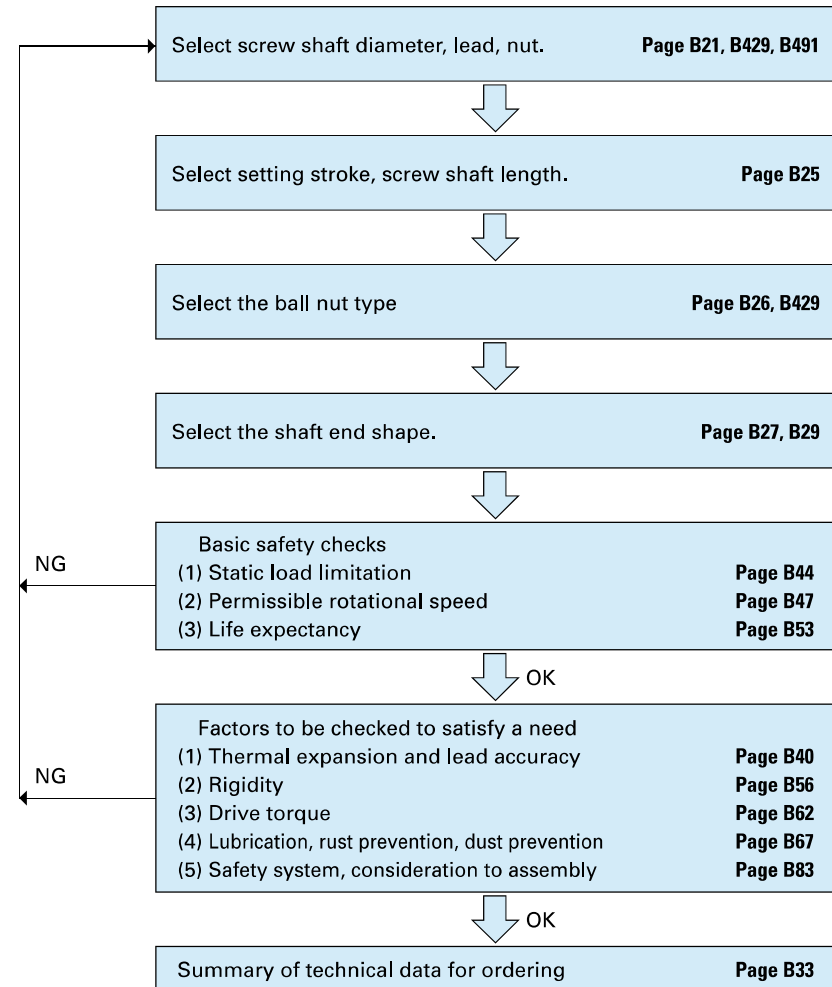 Select screw shaft diameter, lead, nut. Page B21, B429, B491
Select setting stroke, screw shaft length. Page B25
Select the ball nut type Page B26, B429
Select the shaft end shape. Page B27, B29
Basic safety checks
NG
(1) Static load limitation Page B44
(2) Permissible rotational speed Page B47
(3) Life expectancy Page B53
OK
Factors to be checked to satisfy a need
(1) Thermal expansion and lead accuracy Page B40
NG
(2) Rigidity Page B56
(3) Drive torque Page B62
(4) Lubrication, rust prevention, dust prevention Page B67
(5) Safety system, consideration to assembly Page B83
OK
Summary of technical data for ordering Page B33